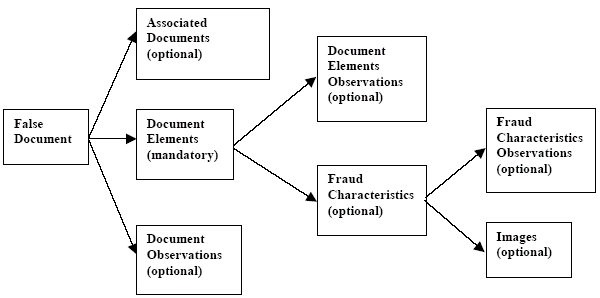 Associated
Documents
(optional)
Document
Elements
Observations
(optional)
False
Document
Document
Elements
(mandatory)
Fraud
Characteristics
Observations
(optional)
Fraud
Characteristics
(optional)
Document
Observations
(optional)
Images
(optional)